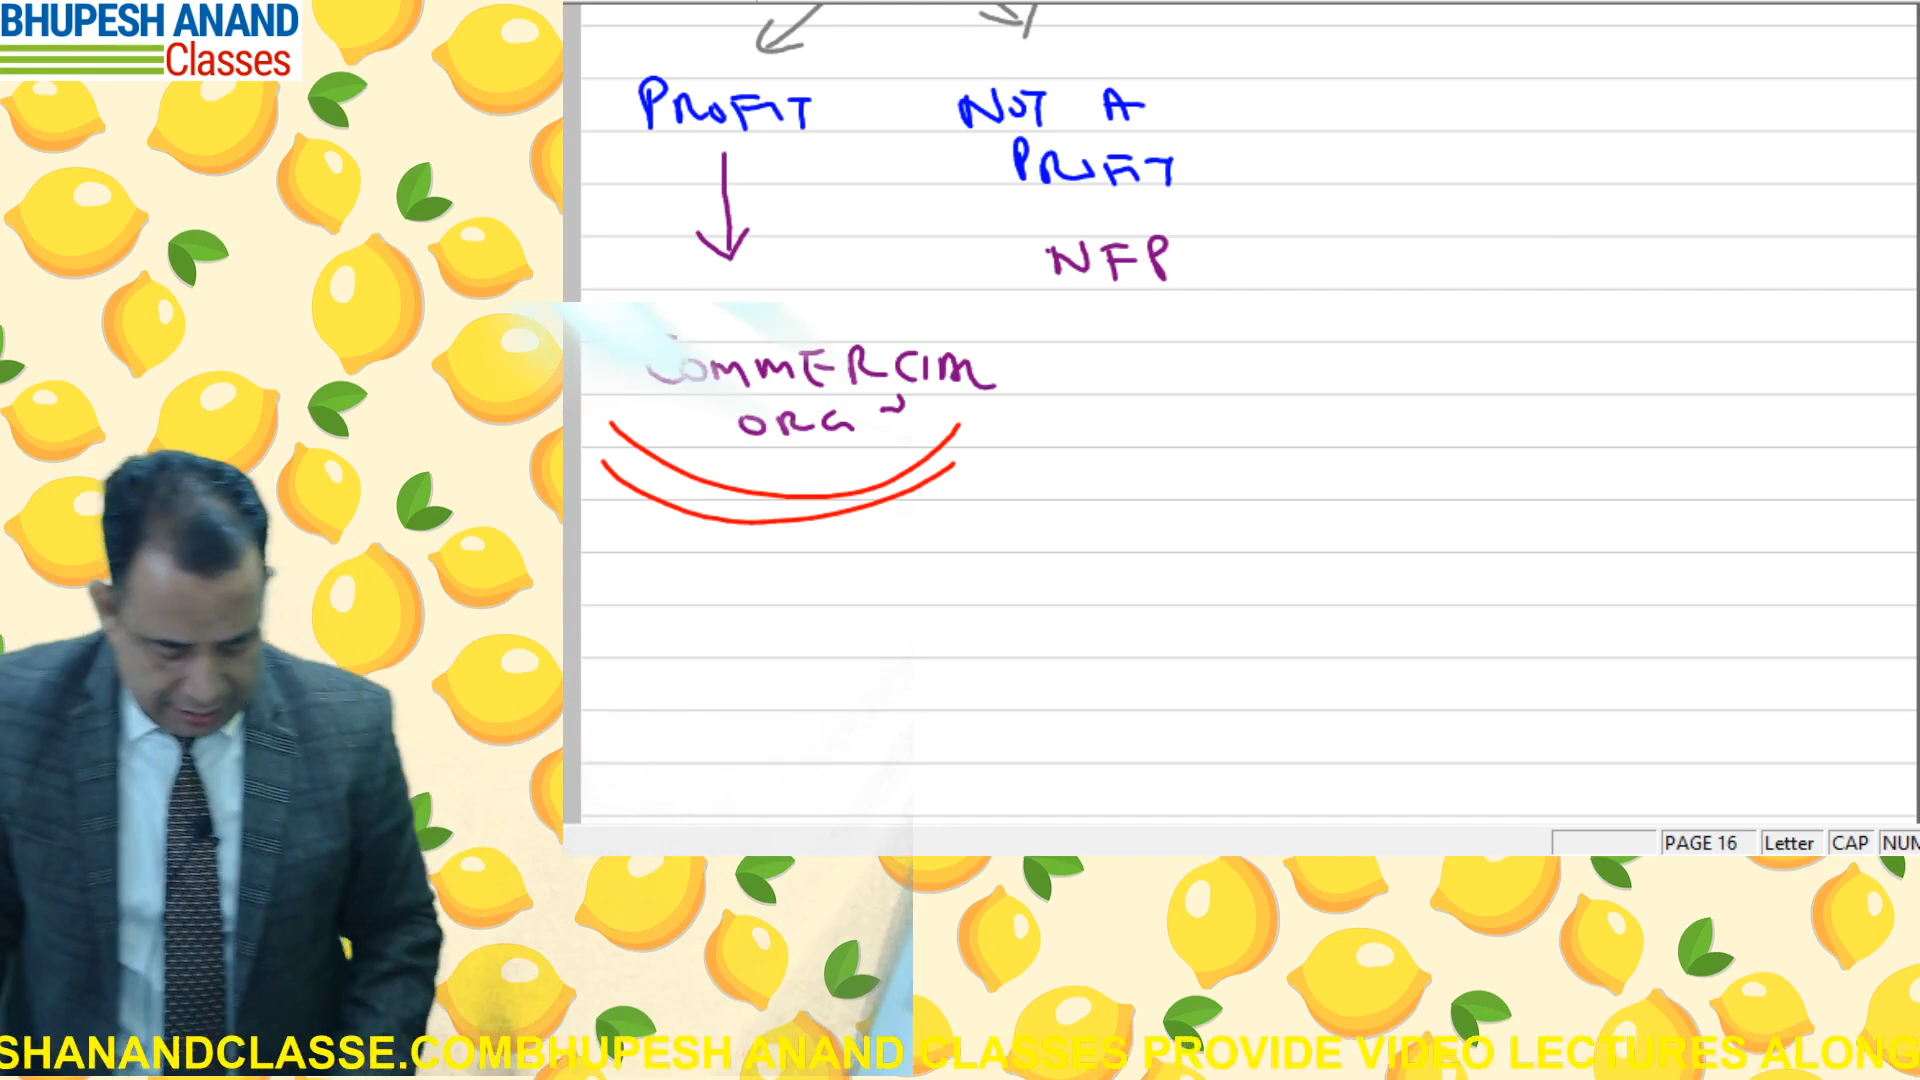 BHUPESH ANAND
Classes
PROFIT
NOT A
PROFIT
NFP
COMMERCIAL
ORG
PAGE 16 Letter CAP NUM
SHANANDCLASSE.COMBHUPESH ANAND CLASSES PROVIDE VIDEO LECTURES ALONG